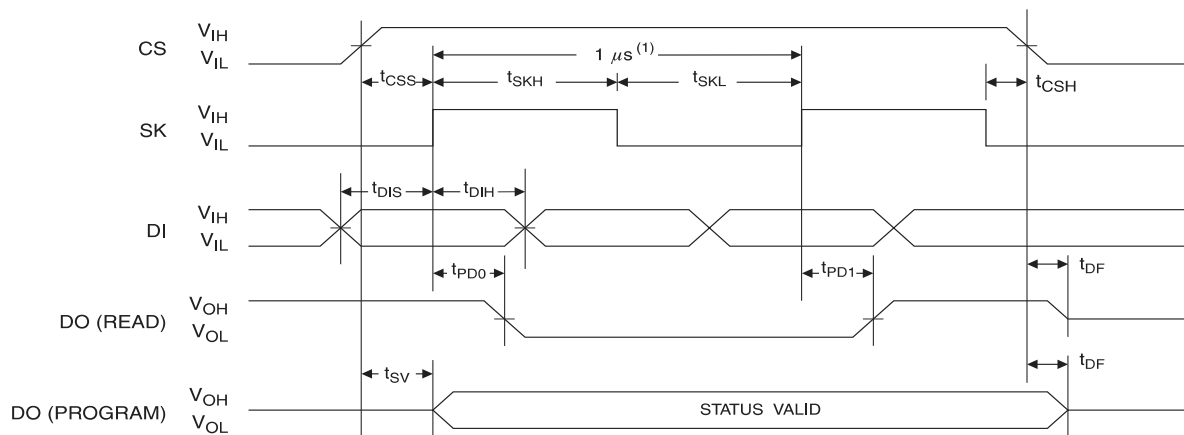 CS V_IH
V_IL
1 μs (1)
t_CSS t_SKH t_SKL t_CSH
SK V_IH
V_IL
t_DIS t_DIH
DI V_IH
V_IL
t_PD0 t_PD1 t_DF
DO (READ) V_OH
V_OL
t_SV t_DF
DO (PROGRAM) V_OH
V_OL
STATUS VALID